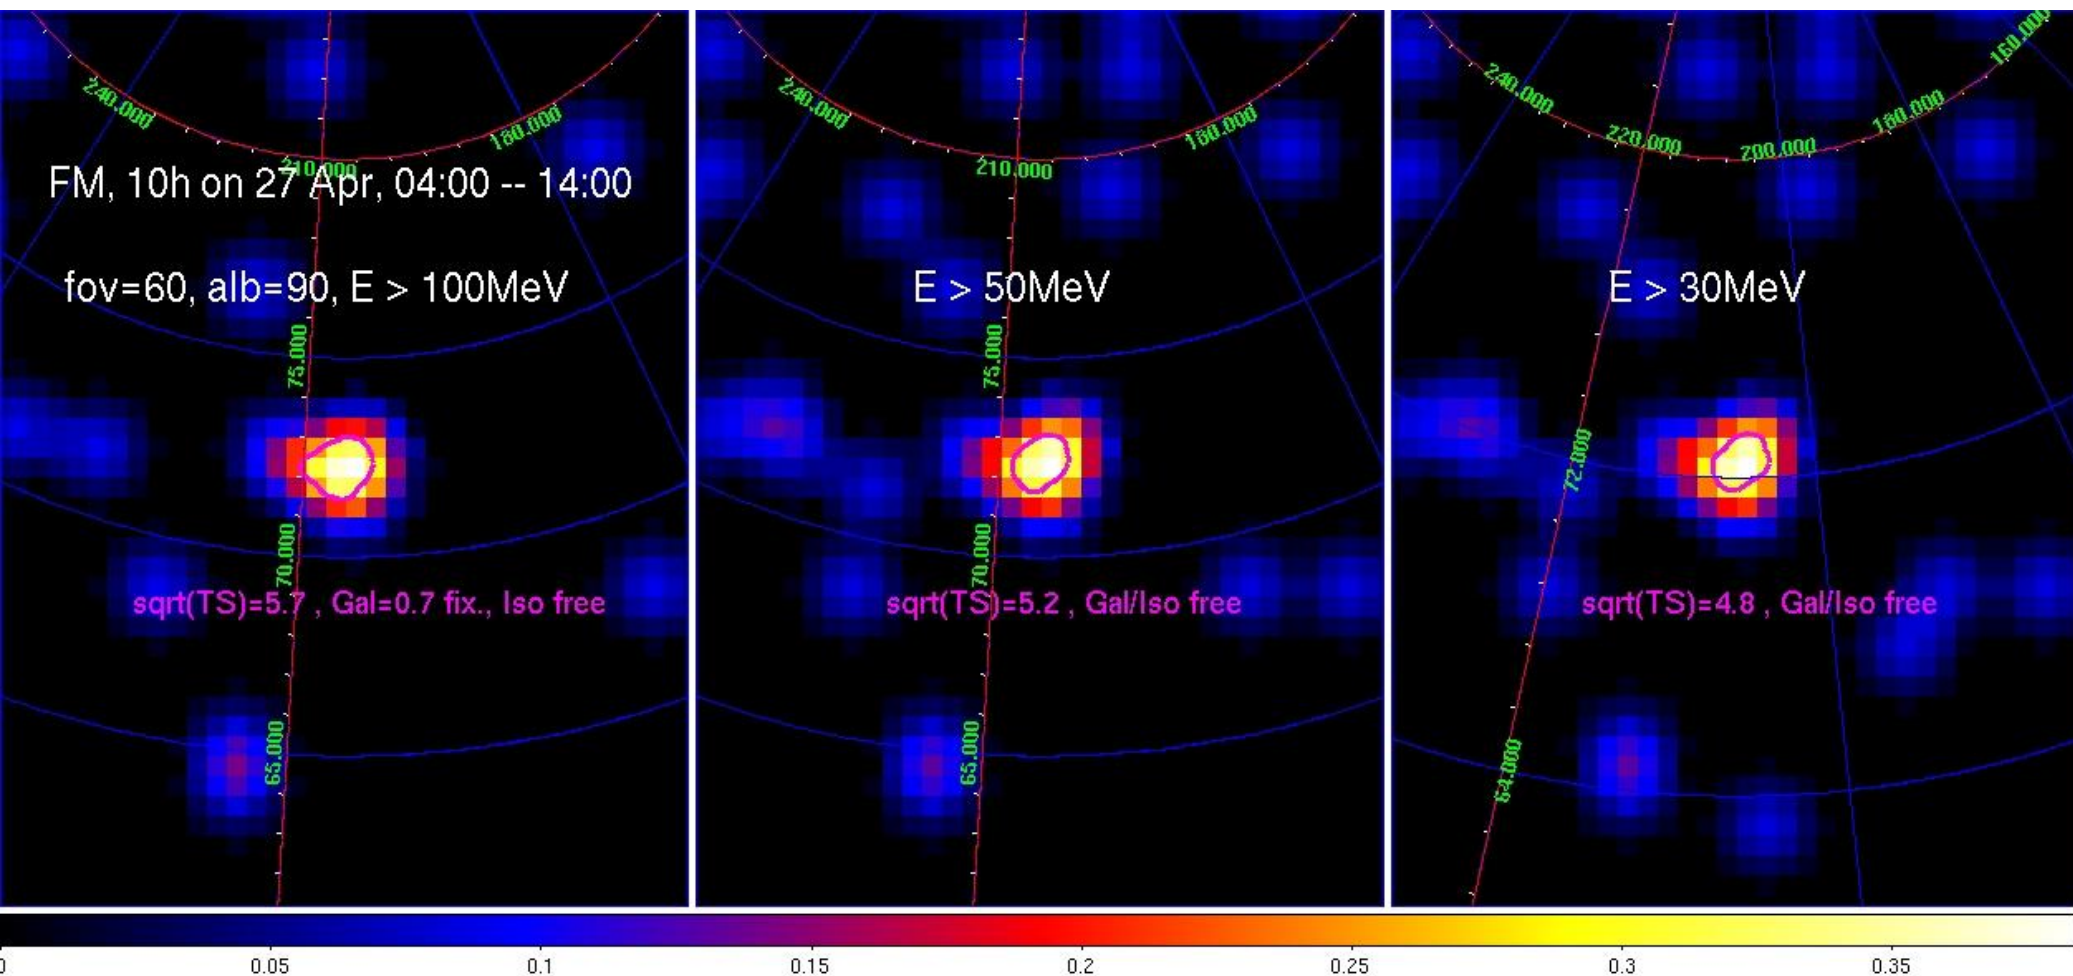 240.000
180.000
210.000
FM, 10h on 27 Apr, 04:00 -- 14:00
fov=60, alb=90, E > 100MeV
75.000
70.000
sqrt(TS)=5.7 , Gal=0.7 fix., Iso free
65.000
240.000
180.000
210.000
E > 50MeV
75.000
70.000
sqrt(TS)=5.2 , Gal/Iso free
65.000
160.000
240.000
180.000
220.000
200.000
E > 30MeV
72.000
sqrt(TS)=4.8 , Gal/Iso free
64.000
0 0.05 0.1 0.15 0.2 0.25 0.3 0.35